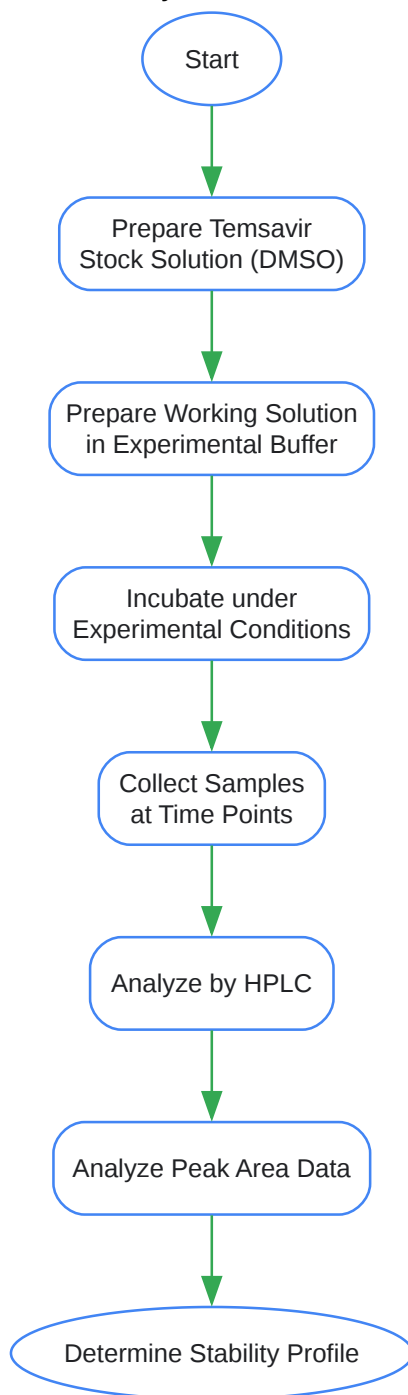 Start
Prepare Temsavir
Stock Solution (DMSO)
Prepare Working Solution
in Experimental Buffer
Incubate under
Experimental Conditions
Collect Samples
at Time Points
Analyze by HPLC
Analyze Peak Area Data
Determine Stability Profile